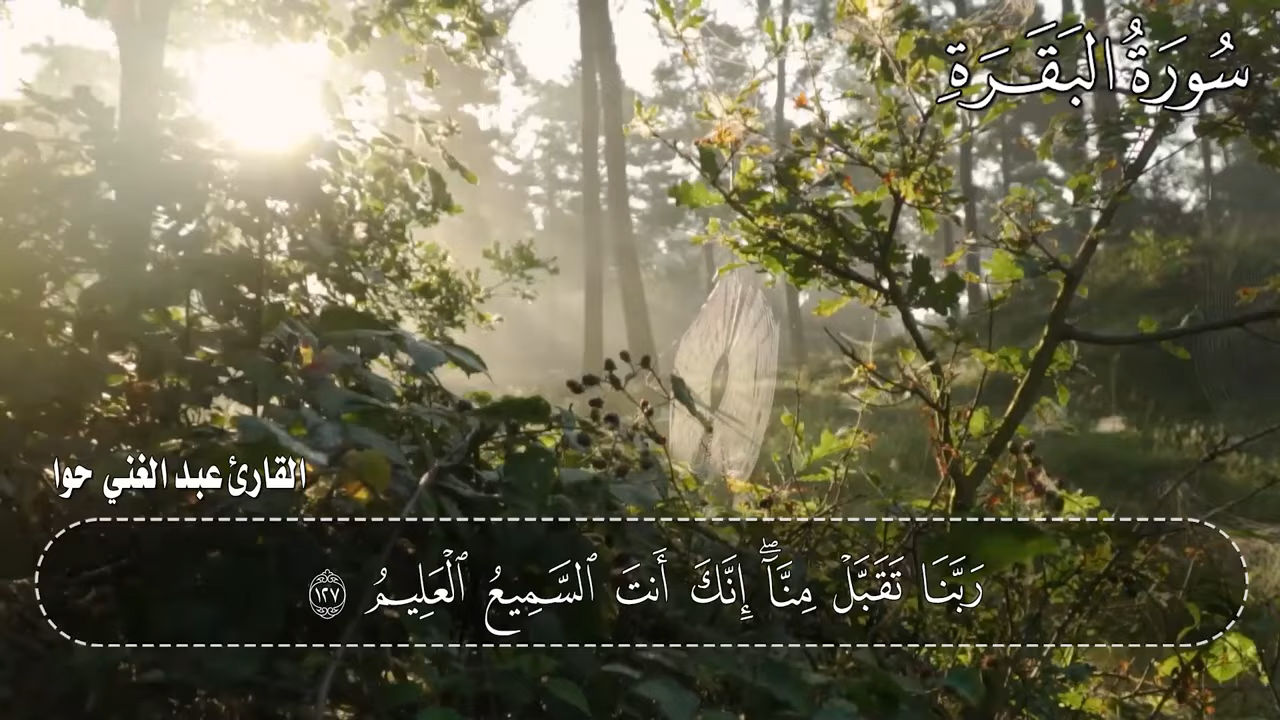 سُورَةُ البَقَرَةِ
القارئ عبد الغني حوا
رَبَّنَا تَقَبَّلْ مِنَّآۖ إِنَّكَ أَنتَ ٱلسَّمِيعُ ٱلْعَلِيمُ ١٢٧